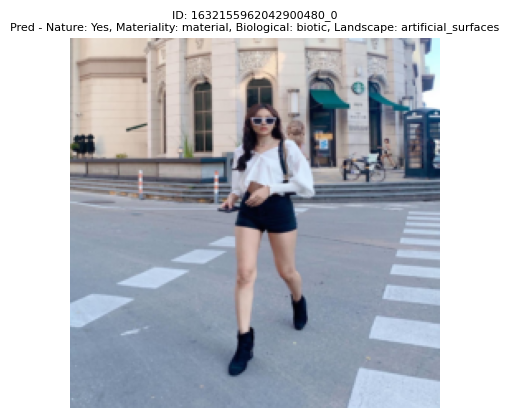 ID: 1632155962042900480_0
Pred - Nature: Yes, Materiality: material, Biological: biotic, Landscape: artificial_surfaces